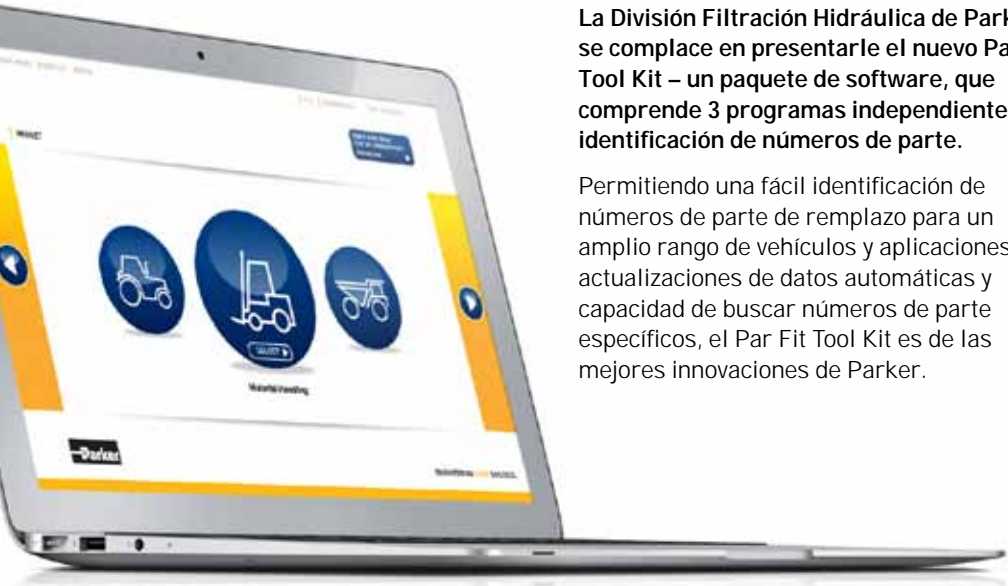 La División Filtración Hidráulica de Park
se complace en presentarle el nuevo Pa
Tool Kit – un paquete de software, que
comprende 3 programas independiente
identificación de números de parte.
Permitiendo una fácil identificación de
números de parte de remplazo para un
amplio rango de vehículos y aplicaciones
actualizaciones de datos automáticas y
capacidad de buscar números de parte
específicos, el Par Fit Tool Kit es de las
mejores innovaciones de Parker.
MARKET
SELECT
Material Handling
Parker